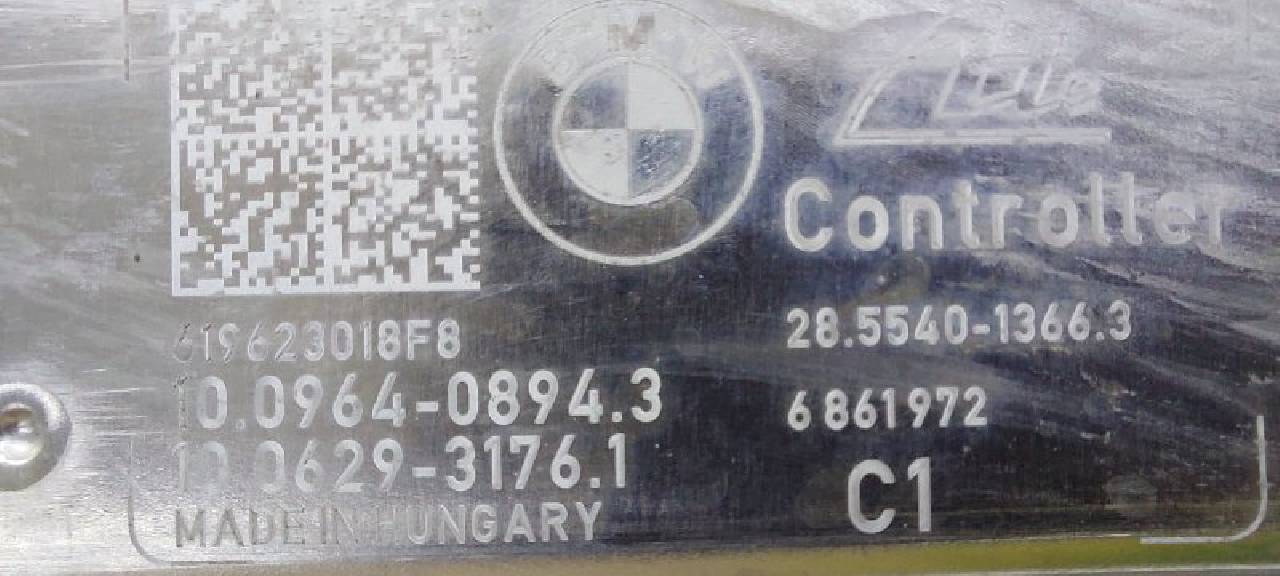 BMW
Ate
Controller
619623018F8
28.5540-1366.3
10.0964-0894.3
6861972
10.0629-3176.1
C1
MADE IN HUNGARY